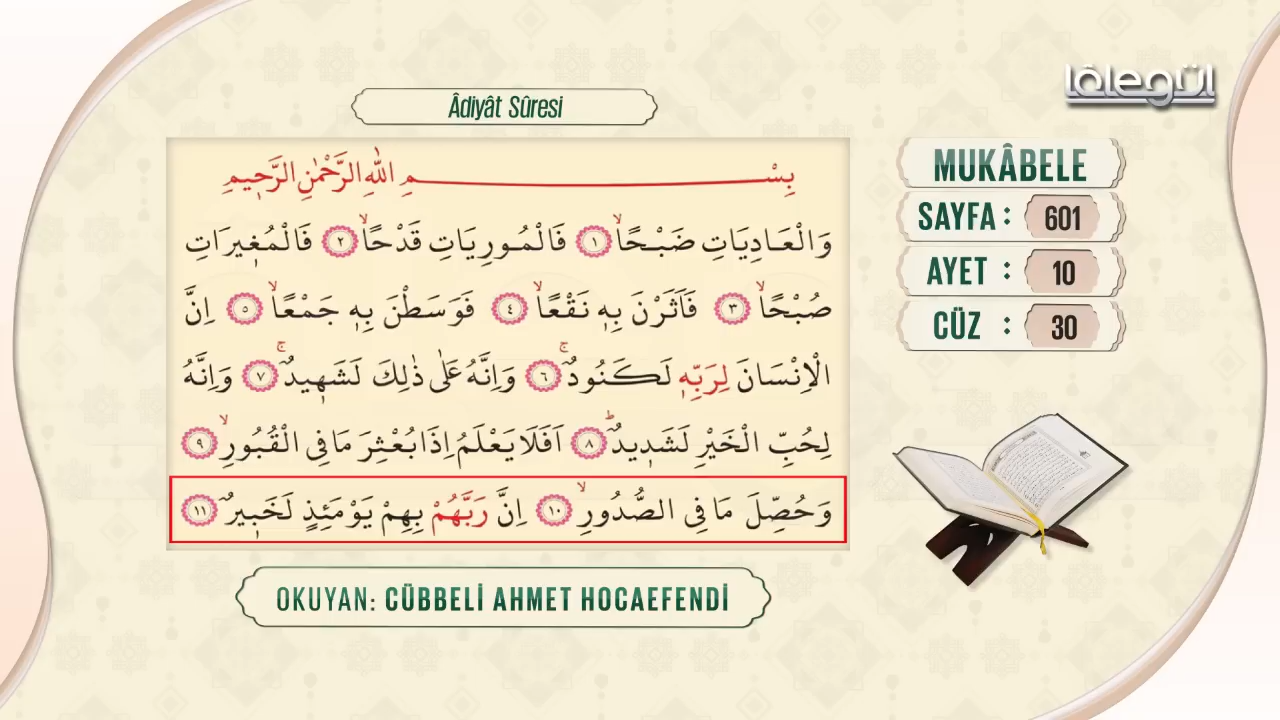 lâlegül
Âdiyât Sûresi
بِسْمِ اللّٰهِ الرَّحْمٰنِ الرَّح۪يمِ
وَالْعَادِيَاتِ ضَبْحًاۙ ﴿١﴾ فَالْمُورِيَاتِ قَدْحًاۙ ﴿٢﴾ فَالْمُغ۪يرَاتِ
صُبْحًاۙ ﴿٣﴾ فَاَثَرْنَ بِه۪ نَقْعًاۙ ﴿٤﴾ فَوَسَطْنَ بِه۪ جَمْعًاۙ ﴿٥﴾ اِنَّ
الْاِنْسَانَ لِرَبِّه۪ لَكَنُودٌۚ ﴿٦﴾ وَاِنَّهُ عَلٰى ذٰلِكَ لَشَه۪يدٌۚ ﴿٧﴾ وَاِنَّهُ
لِحُبِّ الْخَيْرِ لَشَد۪يدٌۜ ﴿٨﴾ اَفَلَا يَعْلَمُ اِذَا بُعْثِرَ مَا فِى الْقُبُورِۙ ﴿٩﴾
وَحُصِّلَ مَا فِى الصُّدُورِۙ ﴿١٠﴾ اِنَّ رَبَّهُمْ بِهِمْ يَوْمَئِذٍ لَخَب۪يرٌ ﴿١١﴾
OKUYAN: CÜBBELİ AHMET HOCAEFENDİ
MUKÂBELE
SAYFA : 601
AYET : 10
CÜZ : 30